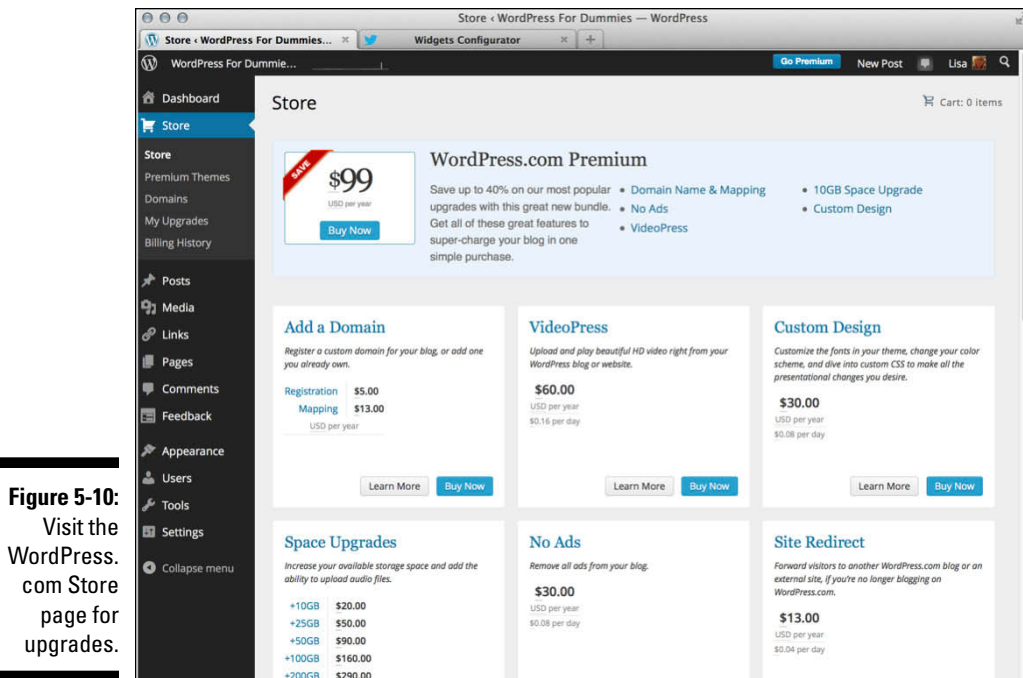 Store ‹ WordPress For Dummies — WordPress
Store ‹ WordPress For Dummies...
Widgets Configurator
WordPress For Dummie...
Go Premium
New Post
Lisa
Dashboard
Store
Store
Premium Themes
Domains
My Upgrades
Billing History
Posts
Media
Links
Pages
Comments
Feedback
Appearance
Users
Tools
Settings
Collapse menu
Store
Cart: 0 items
SAVE
$99
USD per year
Buy Now
WordPress.com Premium
Save up to 40% on our most popular
upgrades with this great new bundle.
Get all of these great features to
super-charge your blog in one
simple purchase.
• Domain Name & Mapping
• No Ads
• VideoPress
• 10GB Space Upgrade
• Custom Design
Add a Domain
Register a custom domain for your blog, or add one
you already own.
Registration $5.00
Mapping $13.00
USD per year
Learn More Buy Now
VideoPress
Upload and play beautiful HD video right from your
WordPress blog or website.
$60.00
USD per year
$0.16 per day
Learn More Buy Now
Custom Design
Customize the fonts in your theme, change your color
scheme, and dive into custom CSS to make all the
presentational changes you desire.
$30.00
USD per year
$0.08 per day
Learn More Buy Now
Space Upgrades
Increase your available storage space and add the
ability to upload audio files.
+10GB $20.00
+25GB $50.00
+50GB $90.00
+100GB $160.00
+200GB $290.00
No Ads
Remove all ads from your blog.
$30.00
USD per year
$0.08 per day
Site Redirect
Forward visitors to another WordPress.com blog or an
external site, if you're no longer blogging on
WordPress.com.
$13.00
USD per year
$0.04 per day
Figure 5-10:
Visit the
WordPress.
com Store
page for
upgrades.